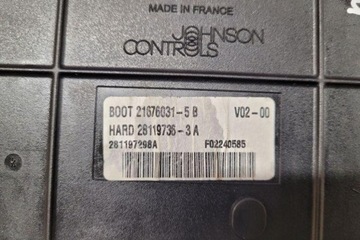 MADE IN FRANCE
JOHNSON
CONTROLS
BOOT 21676031-5 B V02-00
HARD 28119736-3 A
281197298A F02240585